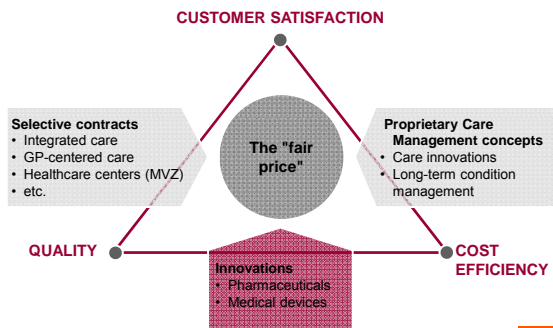 CUSTOMER SATISFACTION
Selective contracts
• Integrated care
• GP-centered care
• Healthcare centers (MVZ)
• etc.
The "fair
price"
Proprietary Care
Management concepts
• Care innovations
• Long-term condition
management
QUALITY
COST
EFFICIENCY
Innovations
• Pharmaceuticals
• Medical devices